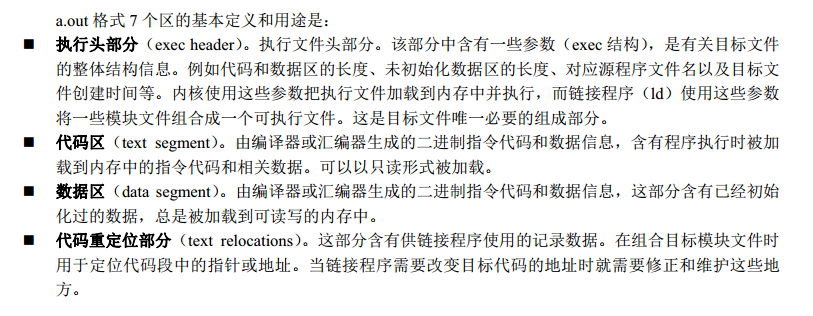 a.out 格式 7 个区的基本定义和用途是：
■ 执行头部分（exec header）。执行文件头部分。该部分中含有一些参数（exec 结构），是有关目标文件
的整体结构信息。例如代码和数据区的长度、未初始化数据区的长度、对应源程序文件名以及目标文
件创建时间等。内核使用这些参数把执行文件加载到内存中并执行，而链接程序（ld）使用这些参数
将一些模块文件组合成一个可执行文件。这是目标文件唯一必要的组成部分。
■ 代码区（text segment）。由编译器或汇编器生成的二进制指令代码和数据信息，含有程序执行时被加
载到内存中的指令代码和相关数据。可以以只读形式被加载。
■ 数据区（data segment）。由编译器或汇编器生成的二进制指令代码和数据信息，这部分含有已经初始
化过的数据，总是被加载到可读写的内存中。
■ 代码重定位部分（text relocations）。这部分含有供链接程序使用的记录数据。在组合目标模块文件时
用于定位代码段中的指针或地址。当链接程序需要改变目标代码的地址时就需要修正和维护这些地
方。